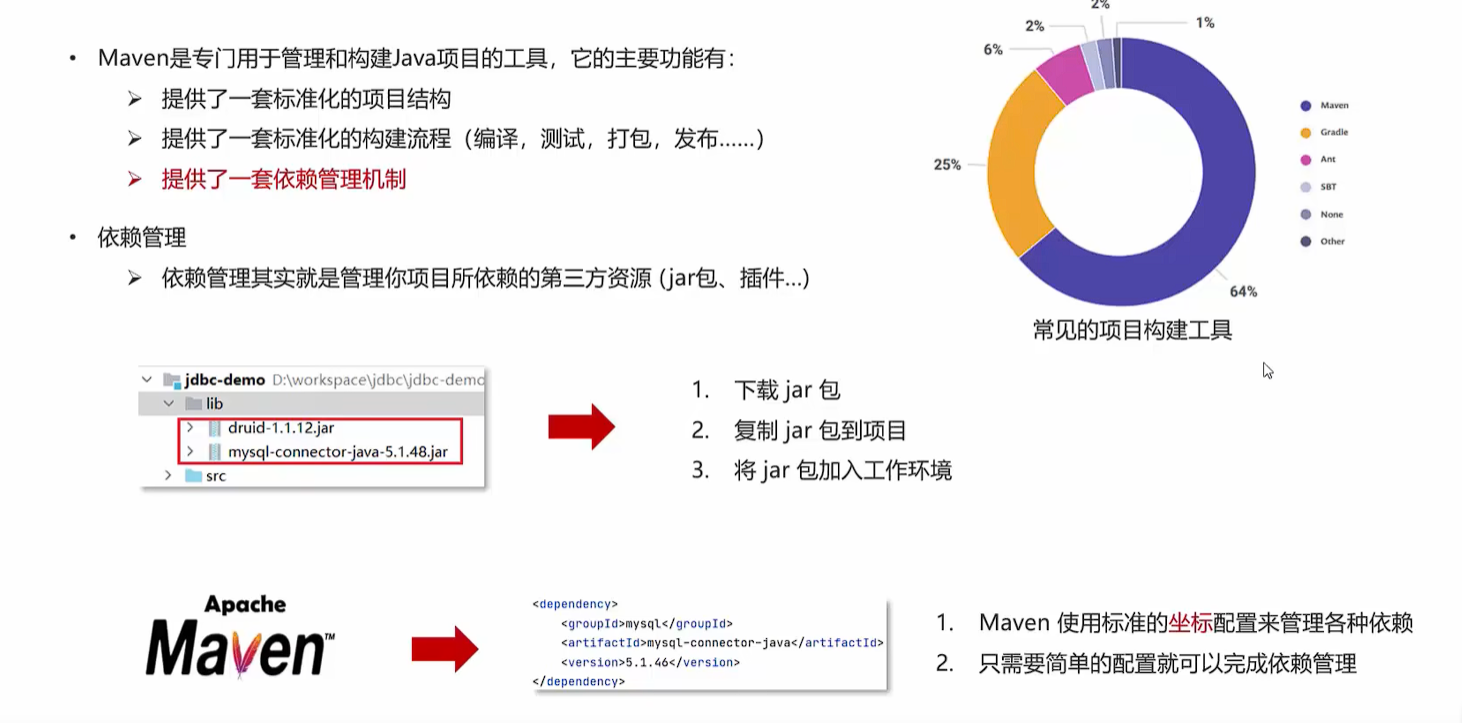 • Maven是专门用于管理和构建Java项目的工具，它的主要功能有：
➢ 提供了一套标准化的项目结构
➢ 提供了一套标准化的构建流程（编译，测试，打包，发布……）
➢ 提供了一套依赖管理机制
• 依赖管理
➢ 依赖管理其实就是管理你项目所依赖的第三方资源 (jar包、插件…)
2%
2%
1%
6%
25%
64%
Maven
Gradle
Ant
SBT
None
Other
常见的项目构建工具
jdbc-demo D:\workspace\jdbc\jdbc-demo
lib
druid-1.1.12.jar
mysql-connector-java-5.1.48.jar
src
1. 下载 jar 包
2. 复制 jar 包到项目
3. 将 jar 包加入工作环境
Apache
Maven™
<dependency>
<groupId>mysql</groupId>
<artifactId>mysql-connector-java</artifactId>
<version>5.1.46</version>
</dependency>
1. Maven 使用标准的坐标配置来管理各种依赖
2. 只需要简单的配置就可以完成依赖管理